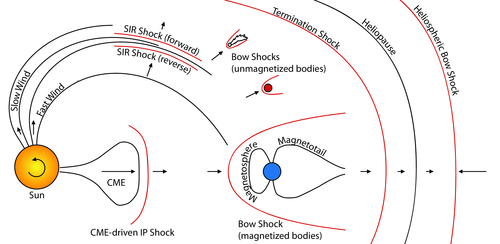 SIR Shock (forward)
SIR Shock (reverse)
Slow Wind
Fast Wind
Sun
CME
CME-driven IP Shock
Bow Shocks
(unmagnetized bodies)
Magnetosphere
Magnetotail
Bow Shock
(magnetized bodies)
Termination Shock
Heliopause
Heliospheric Bow Shock